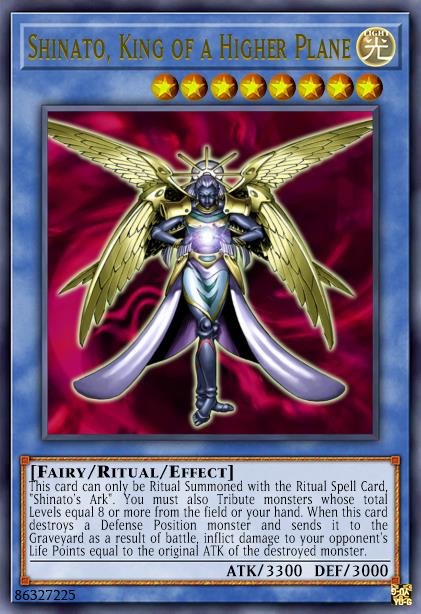 SHINATO, KING OF A HIGHER PLANE
LIGHT
光
[FAIRY/RITUAL/EFFECT]
This card can only be Ritual Summoned with the Ritual Spell Card,
"Shinato's Ark". You must also Tribute monsters whose total
Levels equal 8 or more from the field or your hand. When this card
destroys a Defense Position monster and sends it to the
Graveyard as a result of battle, inflict damage to your opponent's
Life Points equal to the original ATK of the destroyed monster.
ATK/3300 DEF/3000
86327225